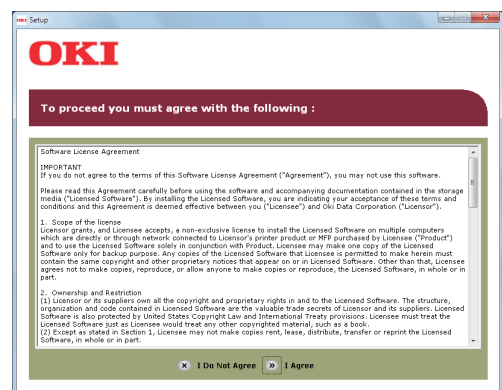 OKI Setup
OKI
To proceed you must agree with the following :
Software License Agreement
IMPORTANT
If you do not agree to the terms of this Software License Agreement ("Agreement"), you may not use this software.
Please read this Agreement carefully before using the software and accompanying documentation contained in the storage
media ("Licensed Software"). By installing the Licensed Software, you are indicating your acceptance of these terms and
conditions and this Agreement is deemed effective between you ("Licensee") and Oki Data Corporation ("Licensor").
1. Scope of the license
Licensor grants, and Licensee accepts, a non-exclusive license to install the Licensed Software on multiple computers
which are directly or through network connected to Licensor's printer product or MFP purchased by Licensee ("Product")
and to use the Licensed Software solely in conjunction with Product. Licensee may make one copy of the Licensed
Software only for backup purpose. Any copies of the Licensed Software that Licensee is permitted to make herein must
contain the same copyright and other proprietary notices that appear on or in Licensed Software. Other than that, Licensee
agrees not to make copies, reproduce, or allow anyone to make copies or reproduce, the Licensed Software, in whole or in
part.
2. Ownership and Restriction
(1) Licensor or its suppliers own all the copyright and proprietary rights in and to the Licensed Software. The structure,
organization and code contained in Licensed Software are the valuable trade secrets of Licensor and its suppliers. Licensed
Software is also protected by United States Copyright Law and International Treaty provisions. Licensee must treat the
Licensed Software just as Licensee would treat any other copyrighted material, such as a book.
(2) Except as stated in Section 1, Licensee may not make copies rent, lease, distribute, transfer or reprint the Licensed
Software, in whole or in part.
I Do Not Agree I Agree